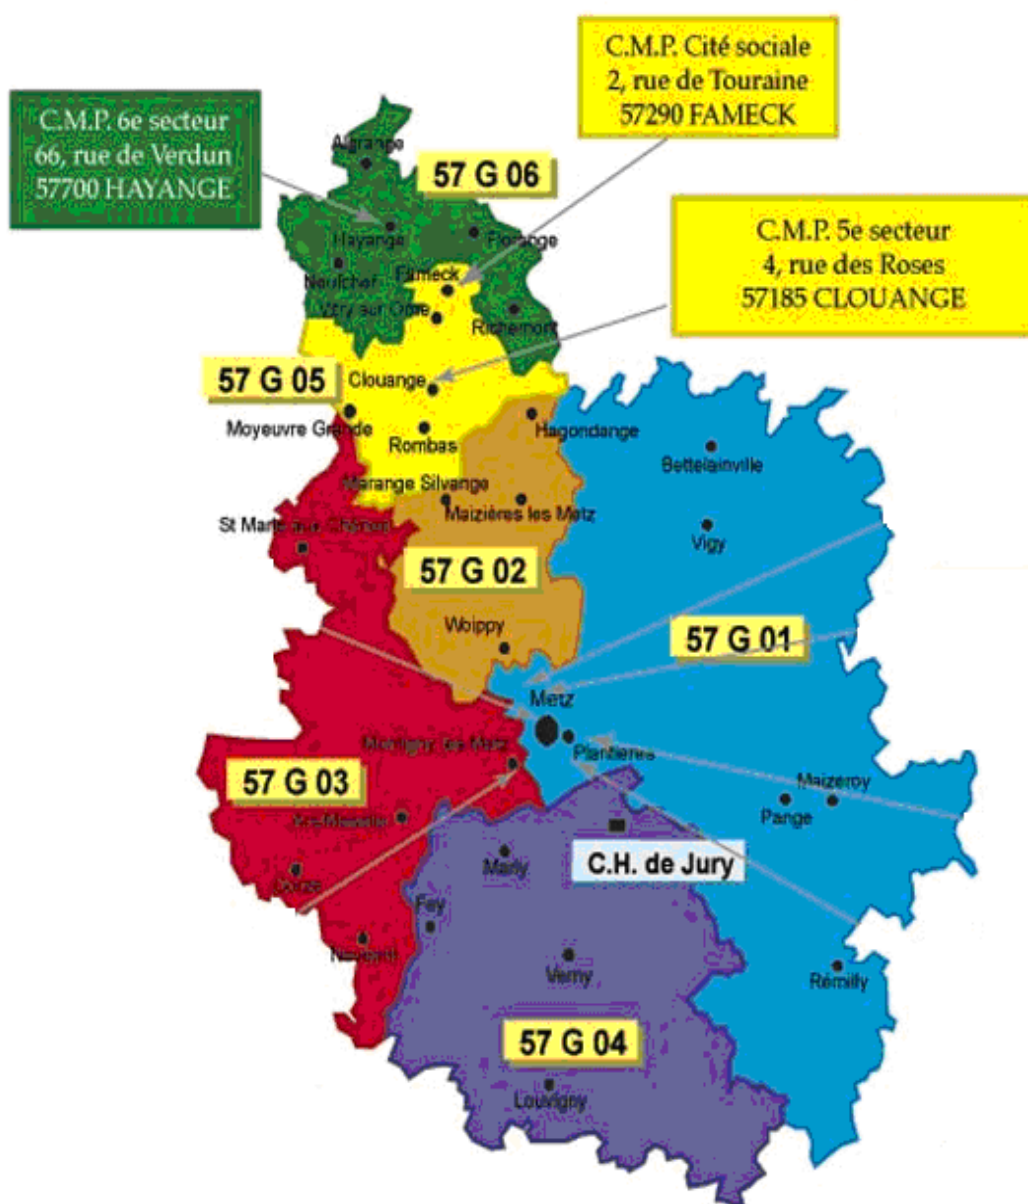 C.M.P. Cité sociale
2, rue de Touraine
57290 FAMECK
C.M.P. 6e secteur
66, rue de Verdun
57700 HAYANGE
Algrange
57 G 06
C.M.P. 5e secteur
4, rue des Roses
57185 CLOUANGE
Hayange
Florange
Fameck
Richemont
57 G 05
Clouange
Moyeuvre Grande
Rombas
Hagondange
Bettelainville
Marange Silvange
Maizières les Metz
Vigy
57 G 02
Woippy
57 G 01
Metz
Plantières
57 G 03
Maizeroy
Pange
Marly
C.H. de Jury
Fey
Verny
Rémilly
57 G 04
Louvigny